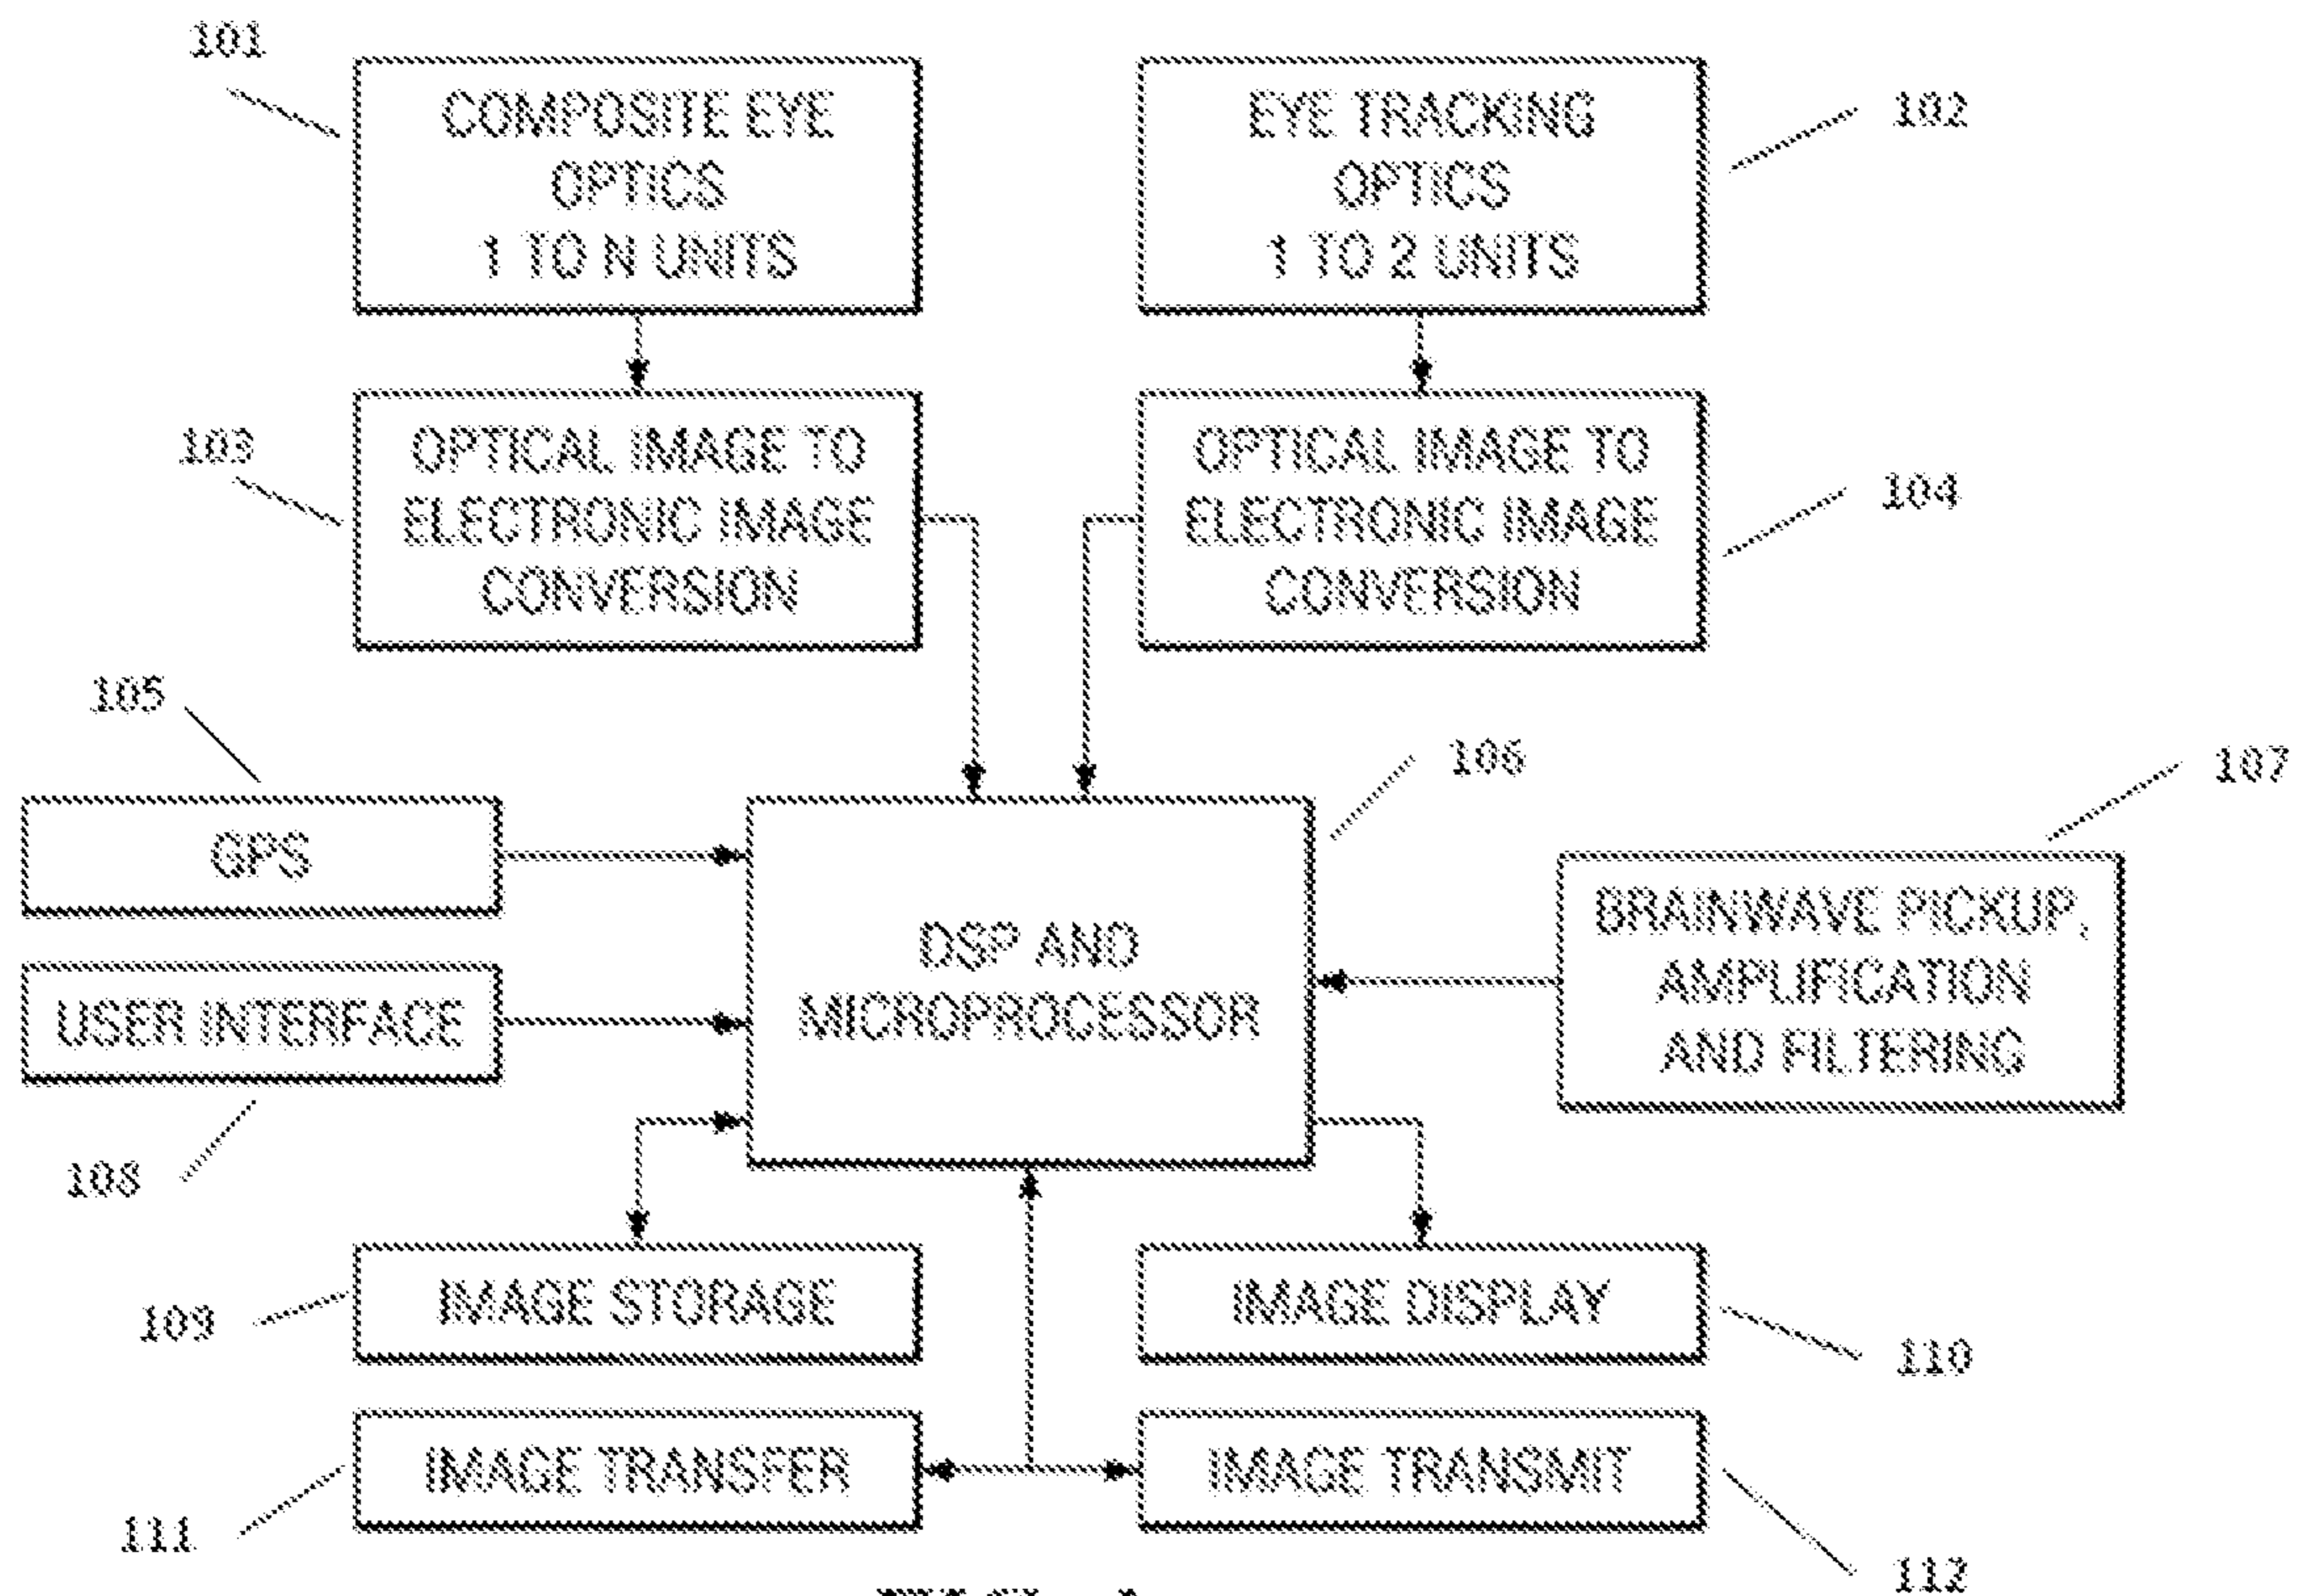 101
COMPOSITE EYE
OPTICS
1 TO N UNITS
EYE TRACKING
OPTICS
1 TO 2 UNITS
102
103
OPTICAL IMAGE TO
ELECTRONIC IMAGE
CONVERSION
OPTICAL IMAGE TO
ELECTRONIC IMAGE
CONVERSION
104
105
GPS
106
DSP AND
MICROPROCESSOR
107
BRAINWAVE PICKUP,
AMPLIFICATION
AND FILTERING
USER INTERFACE
108
109
IMAGE STORAGE
IMAGE DISPLAY
110
111
IMAGE TRANSFER
IMAGE TRANSMIT
112